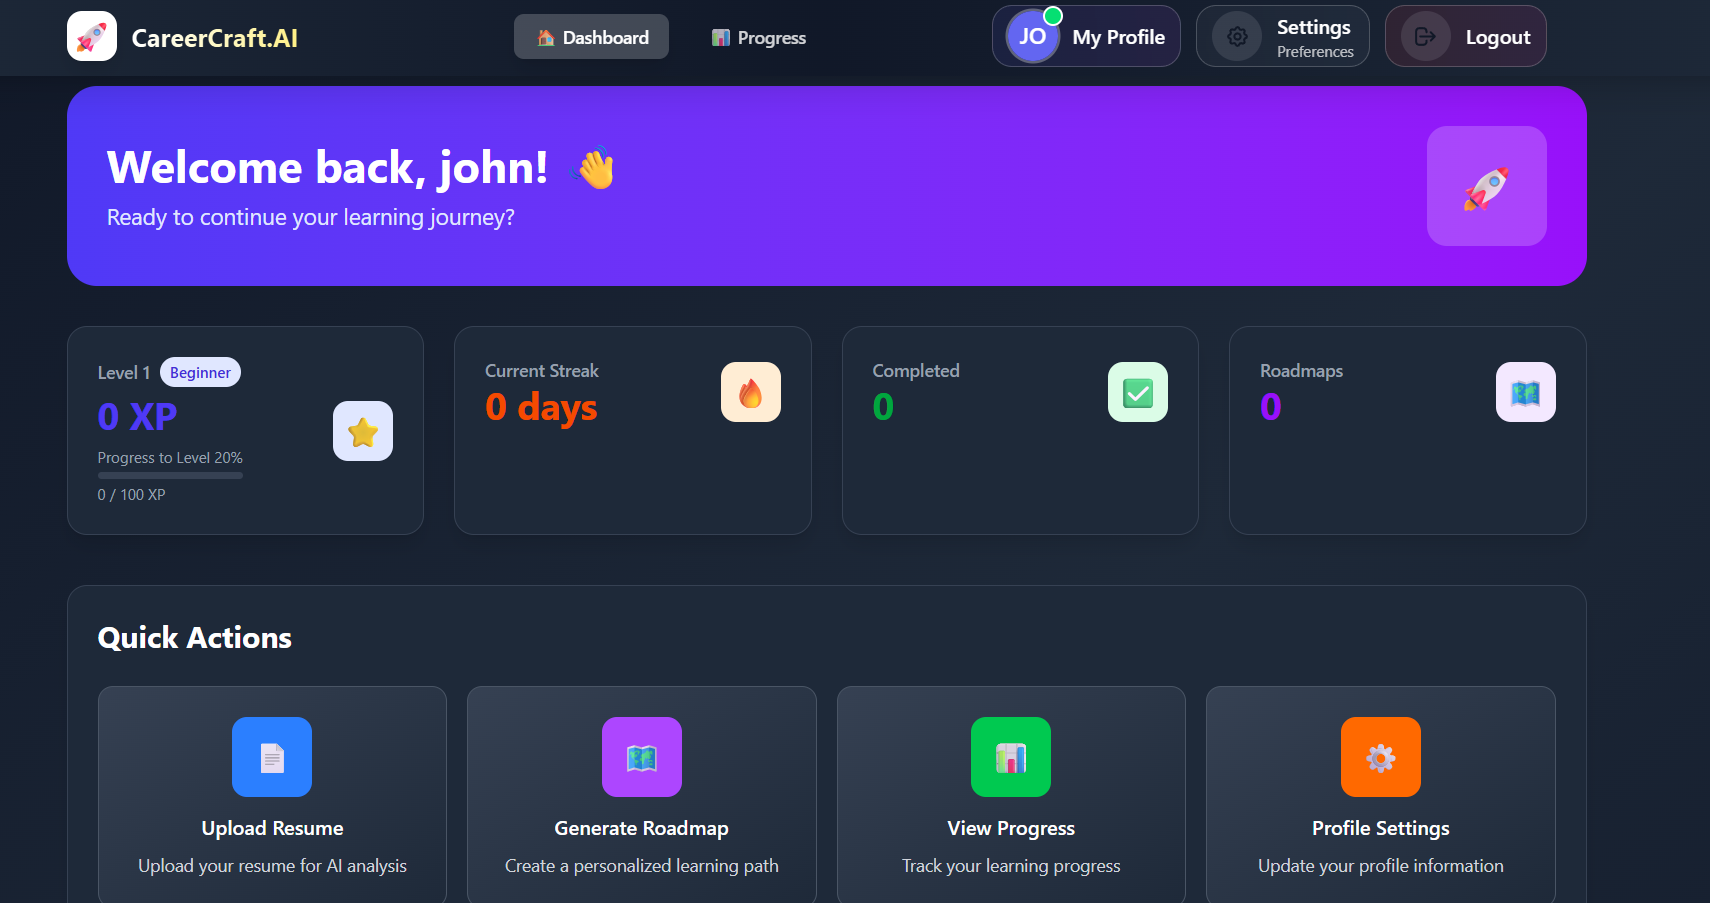 CareerCraft.AI
Dashboard
Progress
JO
My Profile
Settings
Preferences
Logout
Welcome back, john!
Ready to continue your learning journey?
Level 1
Beginner
0 XP
Progress to Level 20%
0 / 100 XP
Current Streak
0 days
Completed
0
Roadmaps
0
Quick Actions
Upload Resume
Upload your resume for AI analysis
Generate Roadmap
Create a personalized learning path
View Progress
Track your learning progress
Profile Settings
Update your profile information